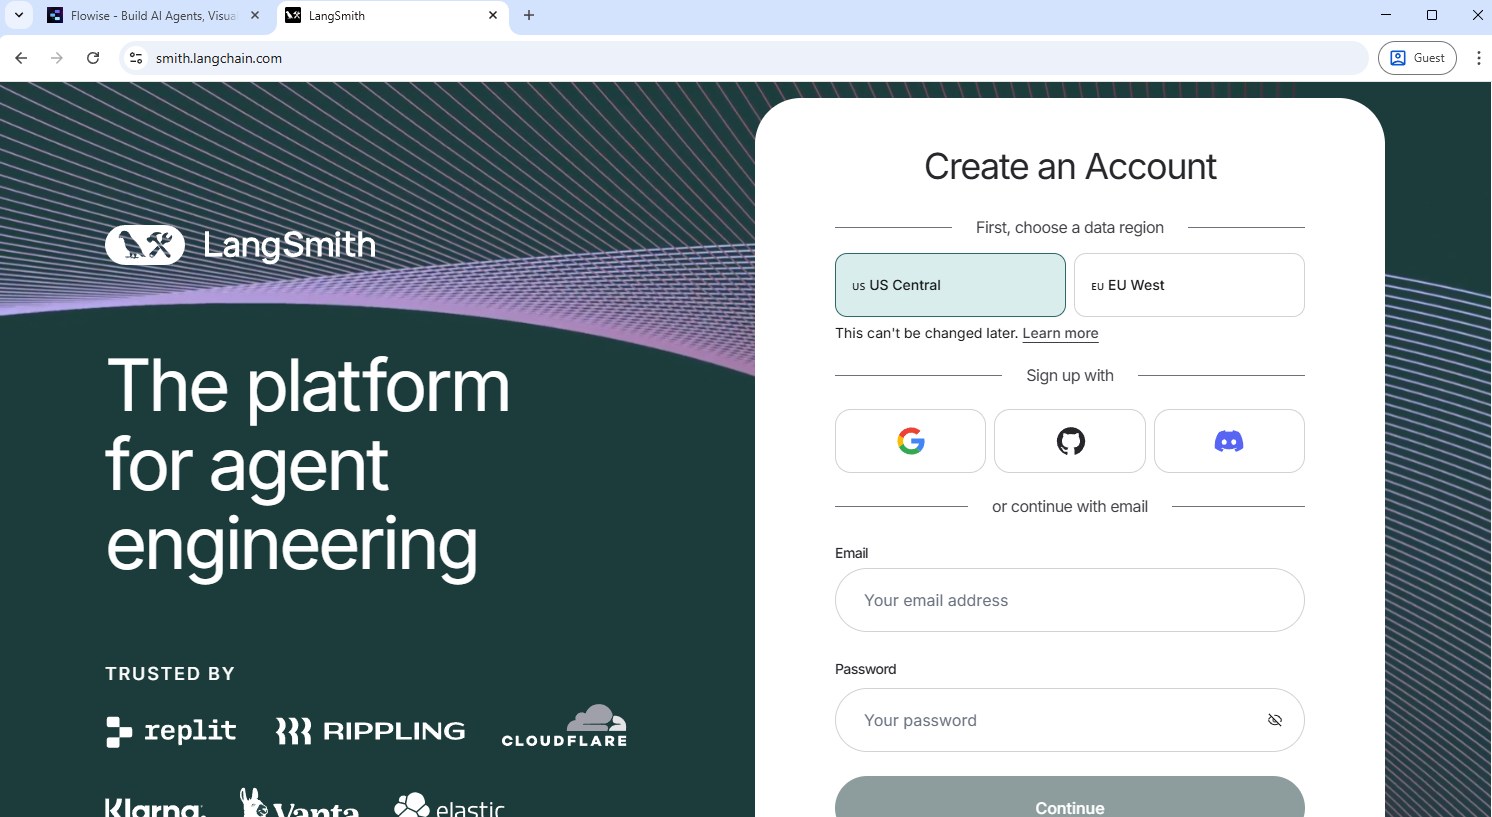 Flowise - Build AI Agents, Visua
LangSmith
smith.langchain.com
Guest
LangSmith
The platform
for agent
engineering
TRUSTED BY
replit
RIPPLING
CLOUDFLARE
Klarna.
Vanta
elastic
Create an Account
First, choose a data region
US US Central
EU EU West
This can't be changed later. Learn more
Sign up with
or continue with email
Email
Your email address
Password
Your password
Continue